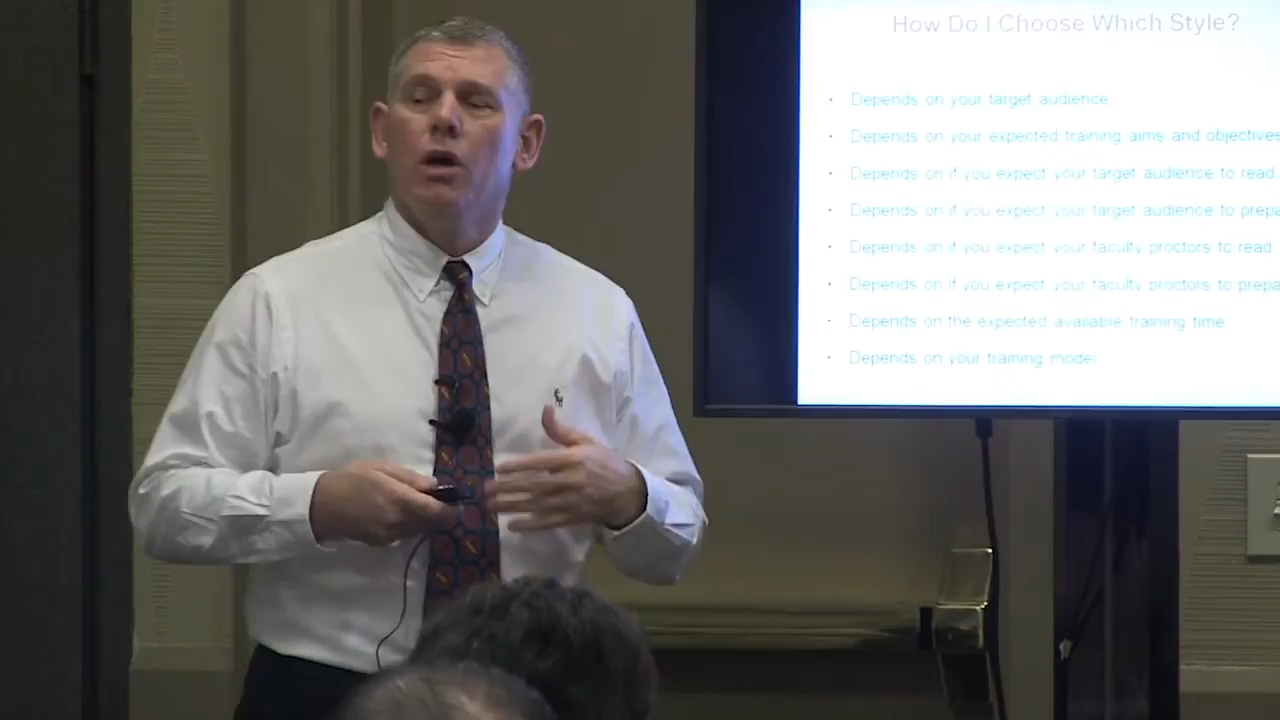 How Do I Choose Which Style?
· Depends on your target audience
· Depends on your expected training aims and objectives
· Depends on if you expect your target audience to read
· Depends on if you expect your target audience to prepa
· Depends on if you expect your faculty proctors to read
· Depends on if you expect your faculty proctors to prepa
· Depends on the expected available training time
· Depends on your training model